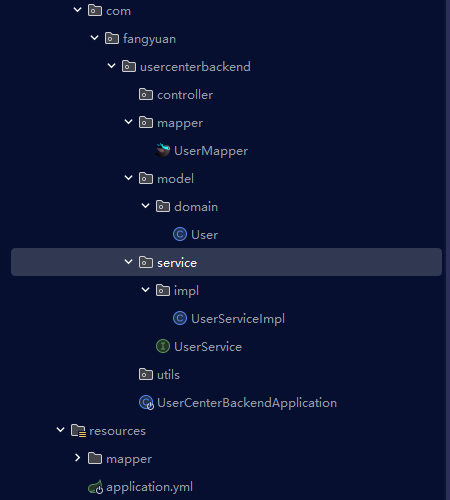 com
fangyuan
usercenterbackend
controller
mapper
UserMapper
model
domain
User
service
impl
UserServiceImpl
UserService
utils
UserCenterBackendApplication
resources
mapper
application.yml